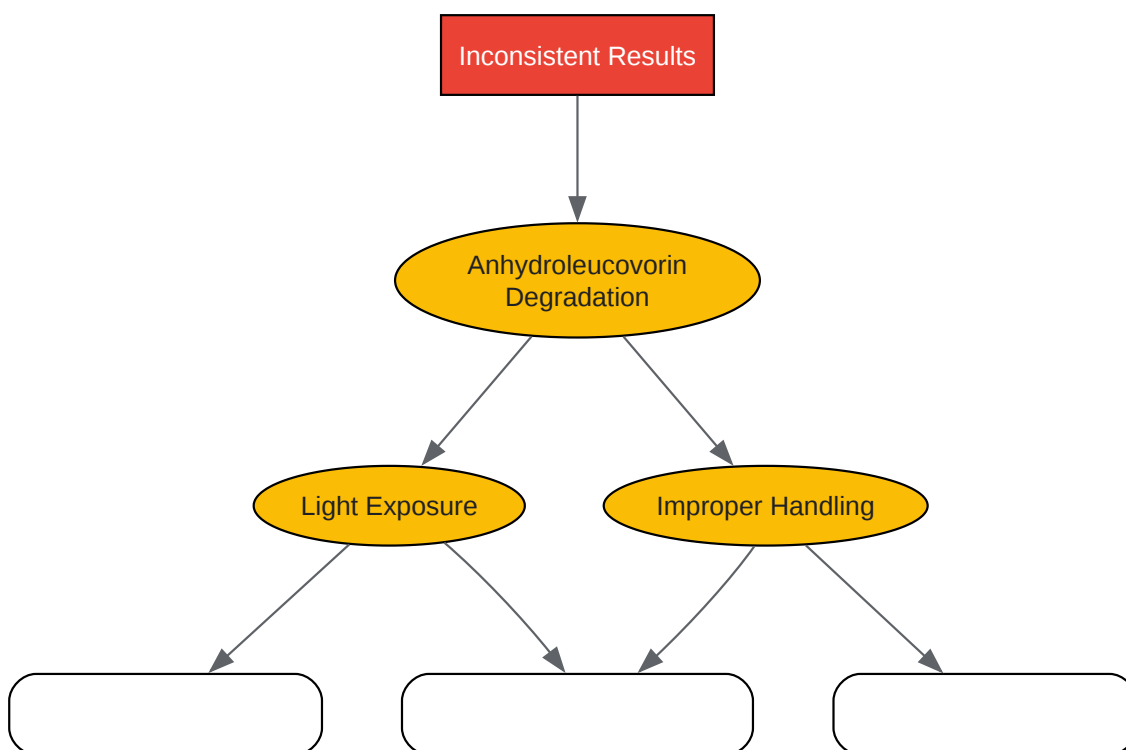 Inconsistent Results
Anhydroleucovorin
Degradation
Light Exposure
Improper Handling